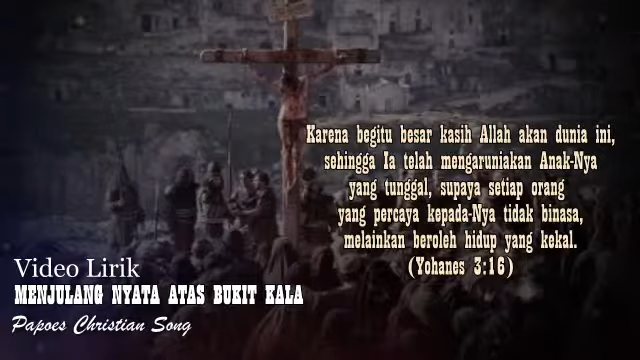 Karena begitu besar kasih Allah akan dunia ini,
sehingga Ia telah mengaruniakan Anak-Nya
yang tunggal, supaya setiap orang
yang percaya kepada-Nya tidak binasa,
melainkan beroleh hidup yang kekal.
(Yohanes 3:16)
Video Lirik
MENJULANG NYATA ATAS BUKIT KALA
Papoes Christian Song